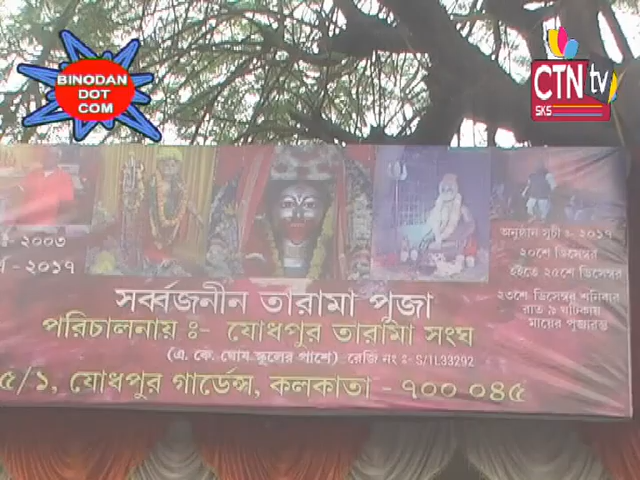 BINODAN
DOT
COM
CTN tv
SKS
ঃ- ২০০৩
- ২০১৭
অনুষ্ঠান সূচী ঃ- ২০১৭
২০শে ডিসেম্বর
হইতে ২৫শে ডিসেম্বর
২৩শে ডিসেম্বর শনিবার
রাত ৯ ঘটিকায়
মায়ের পূজারম্ভ
সর্ব্বজনীন তারামা পুজা
পরিচালনায় ঃ- যোধপুর তারামা সংঘ
(এ. কে. ঘোষ স্কুলের পাশে) রেজি নং ঃ- S/1L33292
৫/১, যোধপুর গার্ডেন্স, কলকাতা - ৭০০ ০৪৫